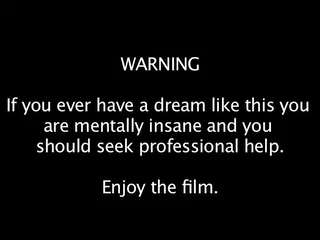 WARNING
If you ever have a dream like this you
are mentally insane and you
should seek professional help.
Enjoy the film.